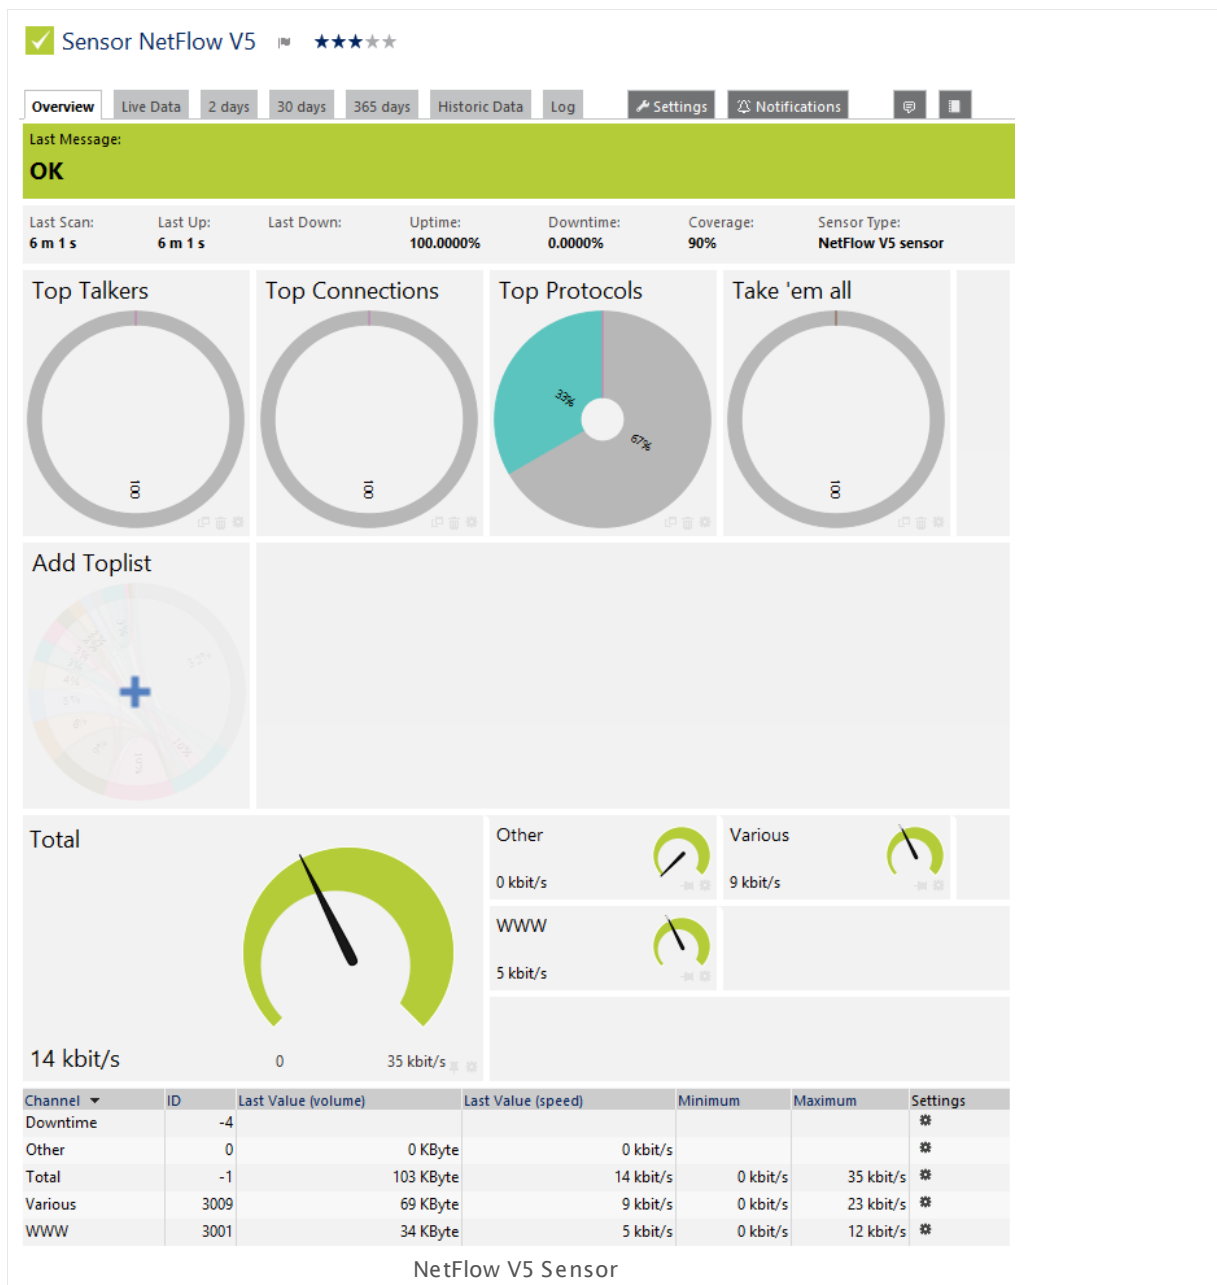 Sensor NetFlow V5
Overview Live Data 2 days 30 days 365 days Historic Data Log Settings Notifications
Last Message:
OK
Last Scan: Last Up: Last Down: Uptime: Downtime: Coverage: Sensor Type:
6 m 1 s 6 m 1 s 100.0000% 0.0000% 90% NetFlow V5 sensor
Top Talkers Top Connections Top Protocols Take 'em all
33%
67%
100 100 100
Add Toplist
Total
Other Various
0 kbit/s 9 kbit/s
WWW
5 kbit/s
14 kbit/s 0 35 kbit/s
Channel ID Last Value (volume) Last Value (speed) Minimum Maximum Settings
Downtime -4
Other 0 0 KByte 0 kbit/s
Total -1 103 KByte 14 kbit/s 0 kbit/s 35 kbit/s
Various 3009 69 KByte 9 kbit/s 0 kbit/s 23 kbit/s
WWW 3001 34 KByte 5 kbit/s 0 kbit/s 12 kbit/s
NetFlow V5 Sensor